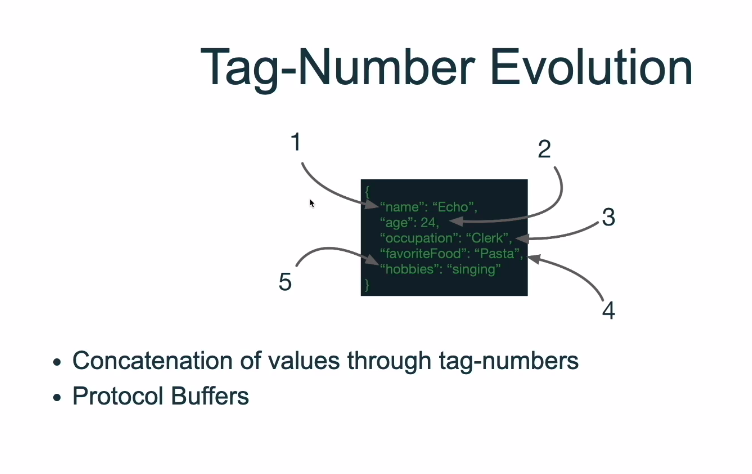 Tag-Number Evolution
1
2
{
“name”: “Echo”,
“age”: 24,
“occupation”: “Clerk”,
3
“favoriteFood”: “Pasta”,
“hobbies”: “singing”
5
}
4
• Concatenation of values through tag-numbers
• Protocol Buffers